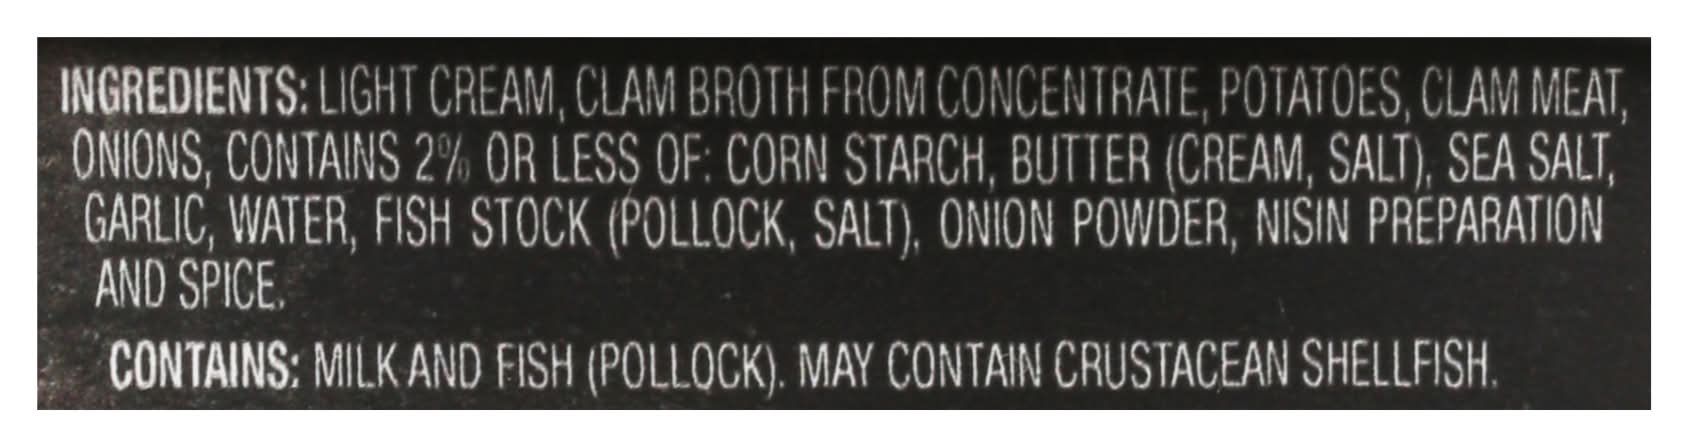 INGREDIENTS: LIGHT CREAM, CLAM BROTH FROM CONCENTRATE, POTATOES, CLAM MEAT,
ONIONS, CONTAINS 2% OR LESS OF: CORN STARCH, BUTTER (CREAM, SALT), SEA SALT,
GARLIC, WATER, FISH STOCK (POLLOCK, SALT), ONION POWDER, NISIN PREPARATION
AND SPICE.
CONTAINS: MILK AND FISH (POLLOCK). MAY CONTAIN CRUSTACEAN SHELLFISH.